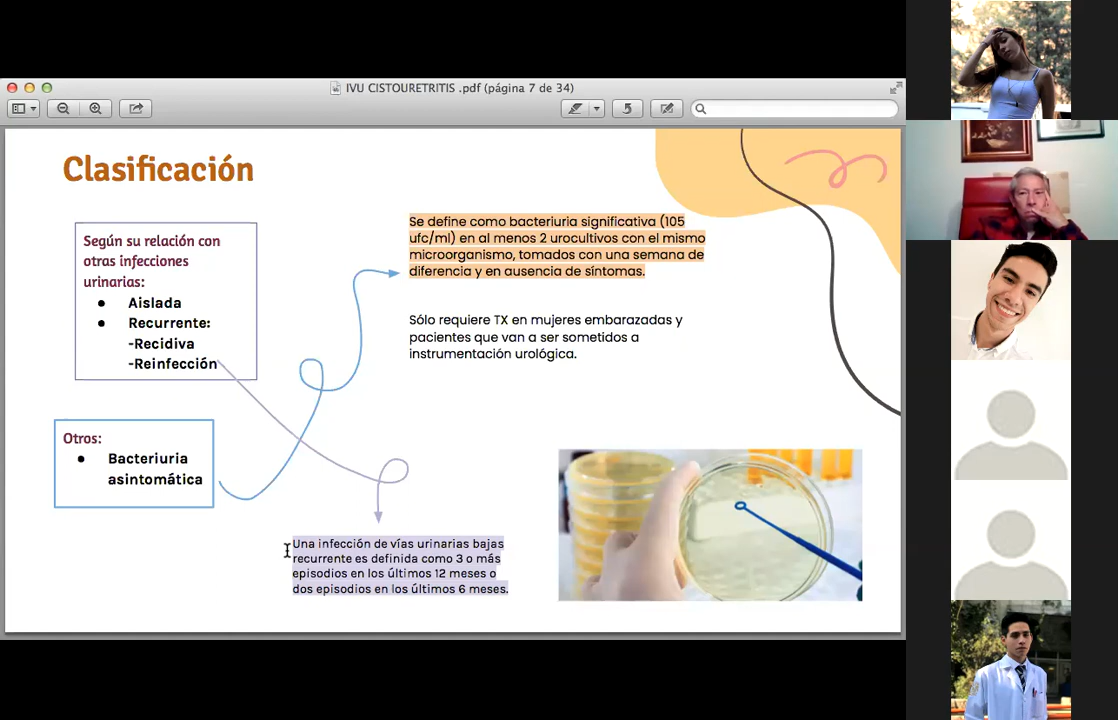 IVU CISTOURETRITIS .pdf (página 7 de 34)
Clasificación
Según su relación con
otras infecciones
urinarias:
● Aislada
● Recurrente:
-Recidiva
-Reinfección
Se define como bacteriuria significativa (105
ufc/ml) en al menos 2 urocultivos con el mismo
microorganismo, tomados con una semana de
diferencia y en ausencia de síntomas.
Sólo requiere TX en mujeres embarazadas y
pacientes que van a ser sometidos a
instrumentación urológica.
Otros:
● Bacteriuria
asintomática
Una infección de vías urinarias bajas
recurrente es definida como 3 o más
episodios en los últimos 12 meses o
dos episodios en los últimos 6 meses.